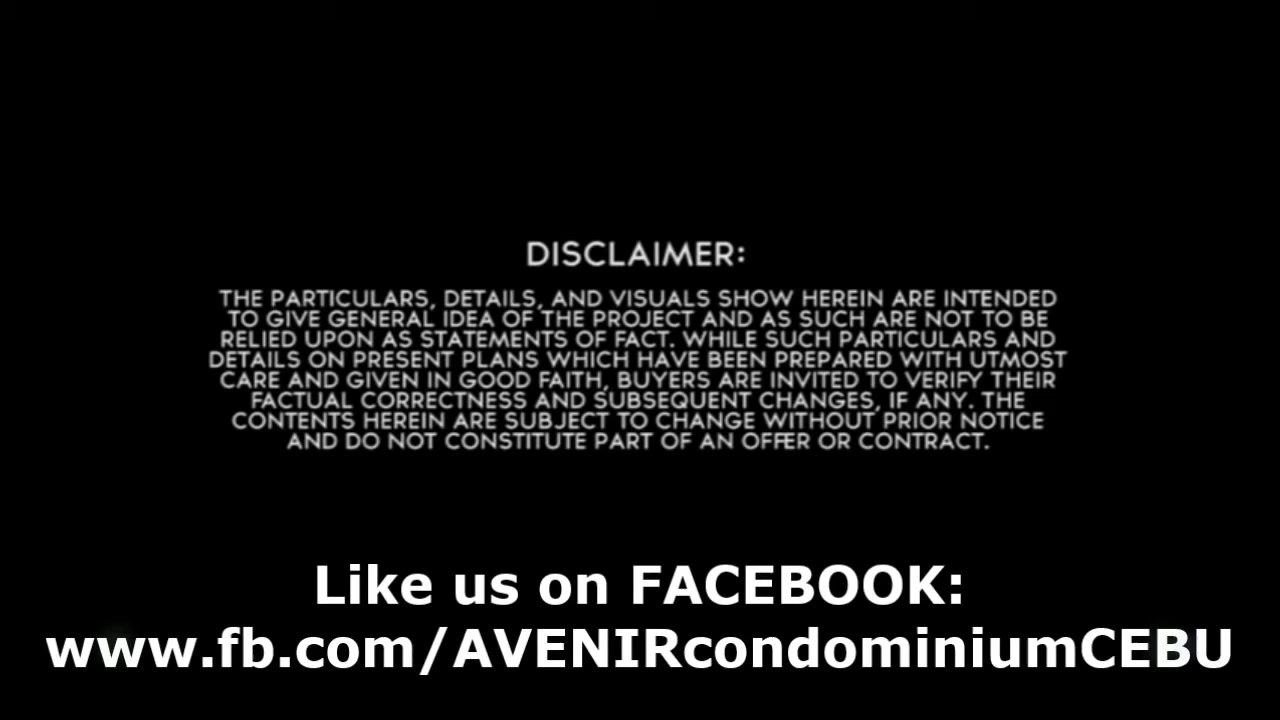 DISCLAIMER:
THE PARTICULARS, DETAILS, AND VISUALS SHOW HEREIN ARE INTENDED
TO GIVE GENERAL IDEA OF THE PROJECT AND AS SUCH ARE NOT TO BE
RELIED UPON AS STATEMENTS OF FACT. WHILE SUCH PARTICULARS AND
DETAILS ON PRESENT PLANS WHICH HAVE BEEN PREPARED WITH UTMOST
CARE AND GIVEN IN GOOD FAITH, BUYERS ARE INVITED TO VERIFY THEIR
FACTUAL CORRECTNESS AND SUBSEQUENT CHANGES, IF ANY. THE
CONTENTS HEREIN ARE SUBJECT TO CHANGE WITHOUT PRIOR NOTICE
AND DO NOT CONSTITUTE PART OF AN OFFER OR CONTRACT.
Like us on FACEBOOK:
www.fb.com/AVENIRcondominiumCEBU